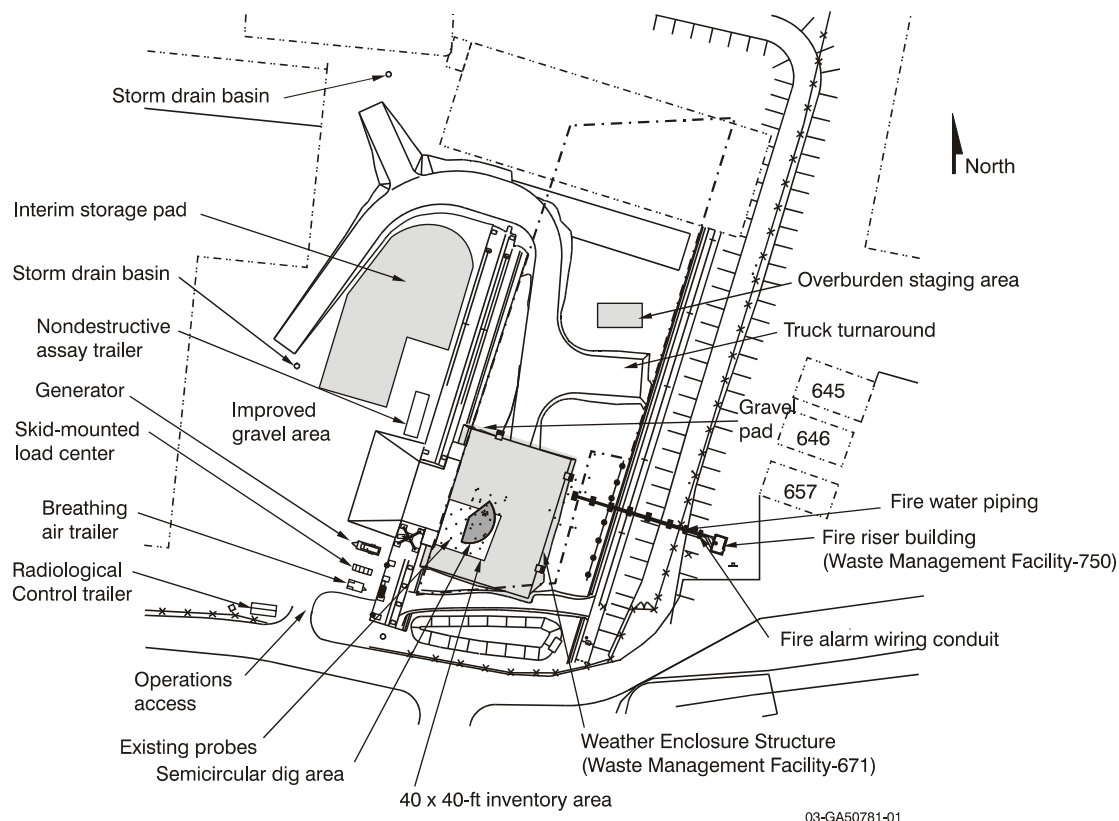 Storm drain basin
North
Interim storage pad
Storm drain basin
Overburden staging area
Nondestructive
assay trailer
Truck turnaround
Generator
645
Improved
gravel area
Gravel
pad
Skid-mounted
load center
646
657
Breathing
air trailer
Fire water piping
Fire riser building
(Waste Management Facility-750)
Radiological
Control trailer
Fire alarm wiring conduit
Operations
access
Existing probes
Semicircular dig area
Weather Enclosure Structure
(Waste Management Facility-671)
40 x 40-ft inventory area
03-GA50781-01